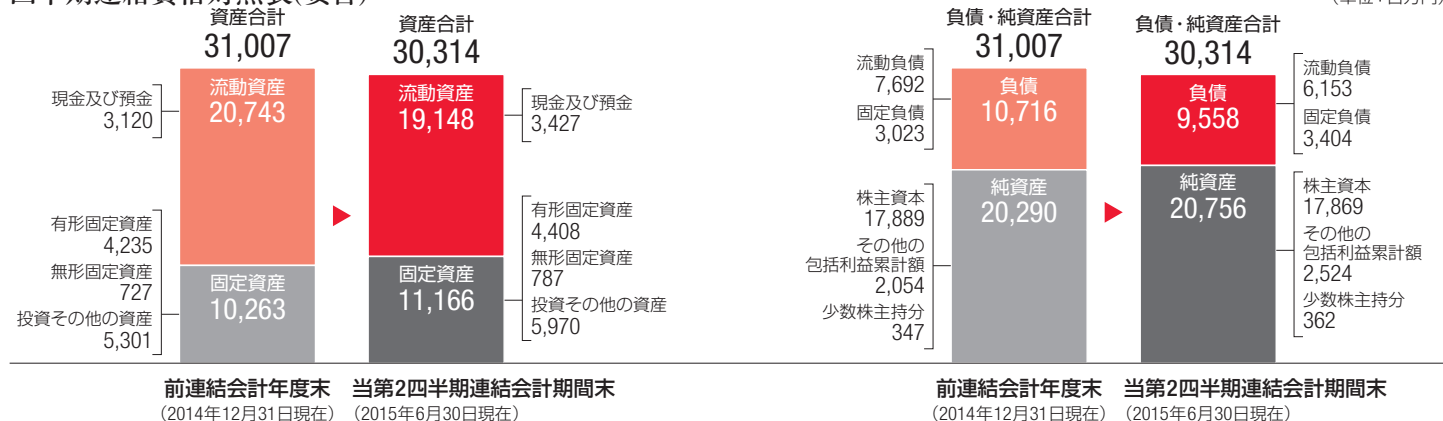 資産合計
31,007
資産合計
30,314
流動資産
20,743
流動資産
19,148
現金及び預金
3,120
現金及び預金
3,427
有形固定資産
4,235
無形固定資産
727
投資その他の資産
5,301
固定資産
10,263
固定資産
11,166
有形固定資産
4,408
無形固定資産
787
投資その他の資産
5,970
前連結会計年度末
(2014年12月31日現在)
当第2四半期連結会計期間末
(2015年6月30日現在)
負債・純資産合計
31,007
負債・純資産合計
30,314
流動負債
7,692
固定負債
3,023
負債
10,716
負債
9,558
流動負債
6,153
固定負債
3,404
株主資本
17,889
その他の
包括利益累計額
2,054
少数株主持分
347
純資産
20,290
純資産
20,756
株主資本
17,869
その他の
包括利益累計額
2,524
少数株主持分
362
前連結会計年度末
(2014年12月31日現在)
当第2四半期連結会計期間末
(2015年6月30日現在)